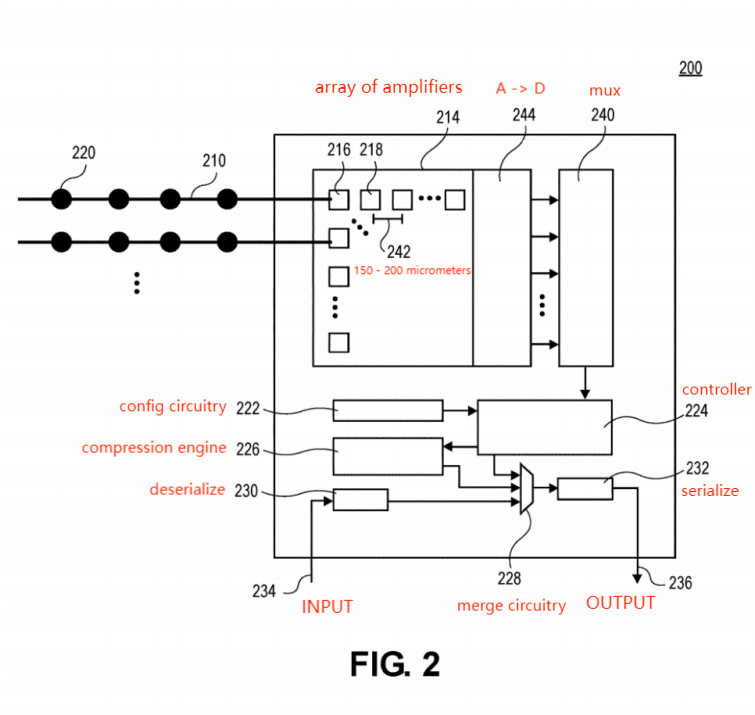 200
array of amplifiers
A -> D
mux
214
244
240
220
210
216
218
242
150 - 200 micrometers
config circuitry
222
controller
224
compression engine
226
deserialize
230
232
serialize
234
INPUT
228
merge circuitry
OUTPUT
236
FIG. 2